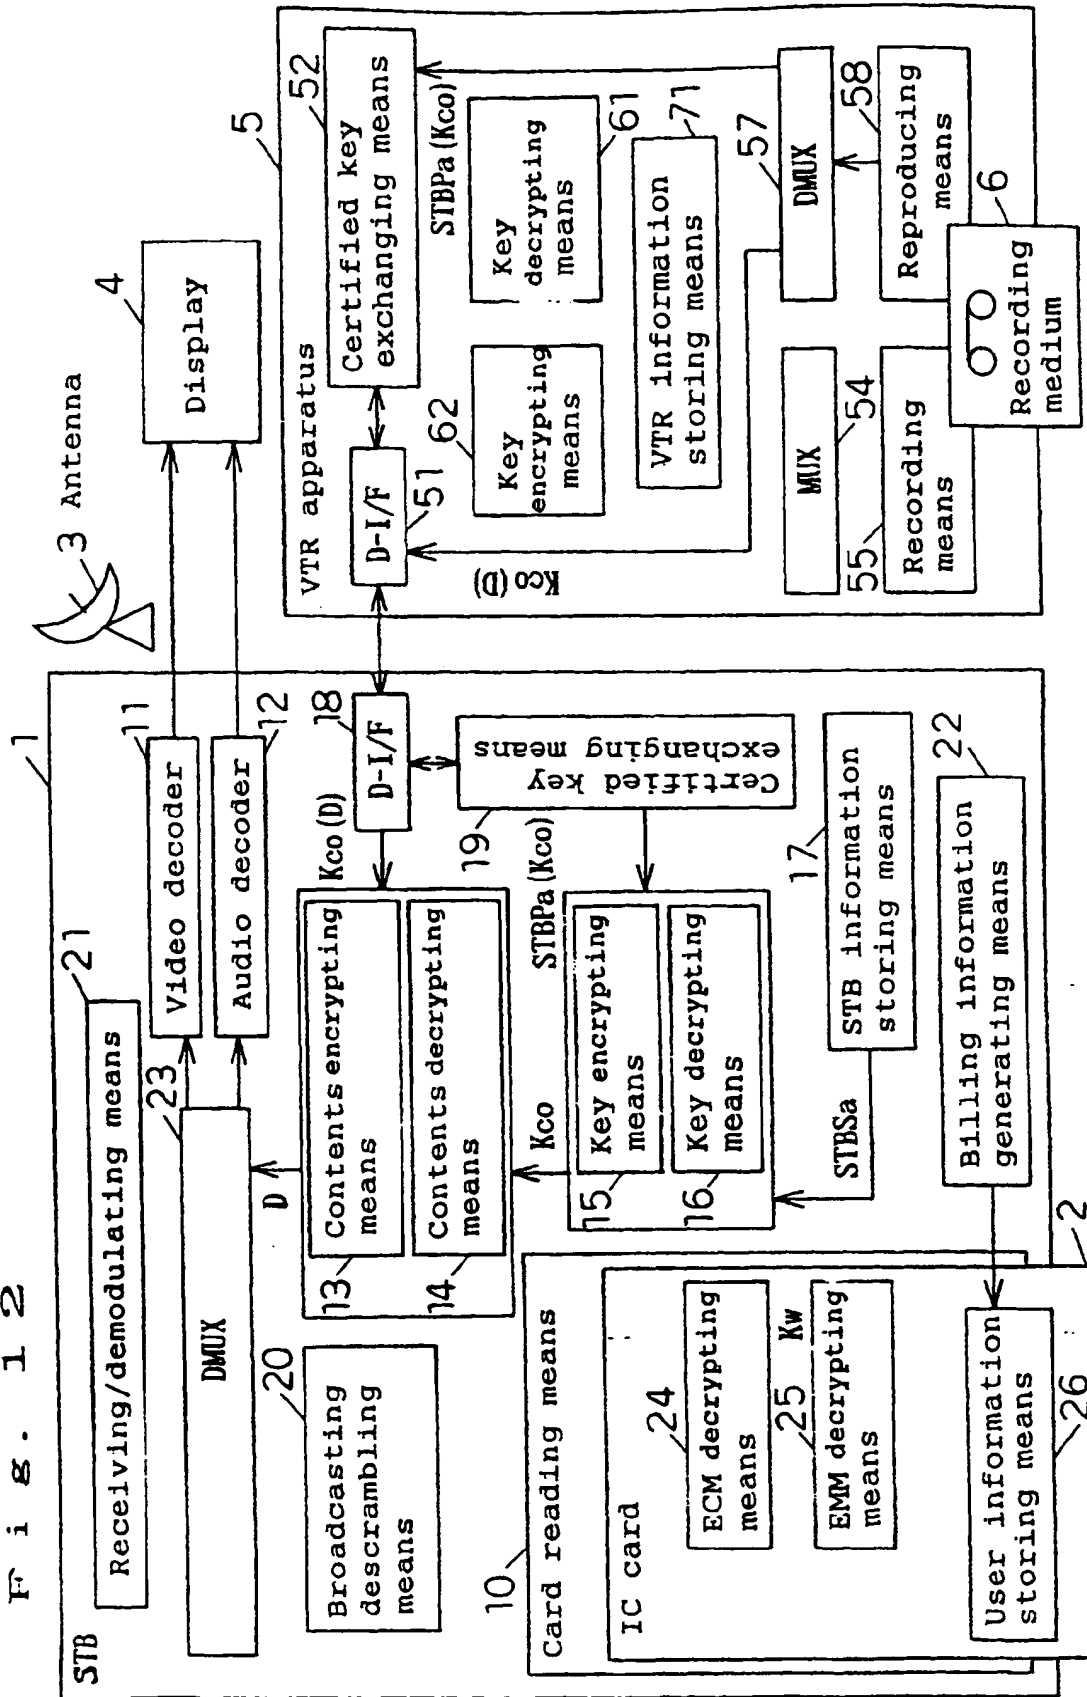 Fig. 12
1
STB
21
Receiving/demodulating means
23
DMUX
11
Video decoder
12
Audio decoder
3
Antenna
4
Display
D
20
Broadcasting
descrambling
means
13
Contents encrypting
means
14
Contents decrypting
means
Kco(D)
18
D-I/F
19
Certified key
exchanging means
STBPa(Kco)
Kco
15
Key encrypting
means
16
Key decrypting
means
17
STB information
storing means
STBSa
22
Billing information
generating means
10
Card reading means
2
IC card
24
ECM decrypting
means
25
Kw
EMM decrypting
means
26
User information
storing means
5
VTR apparatus
52
Certified key
exchanging means
51
D-I/F
Kco(D)
STBPa(Kco)
62
Key
encrypting
means
61
Key
decrypting
means
71
VTR information
storing means
54
MUX
57
DMUX
55
Recording
means
58
Reproducing
means
6
Recording
medium